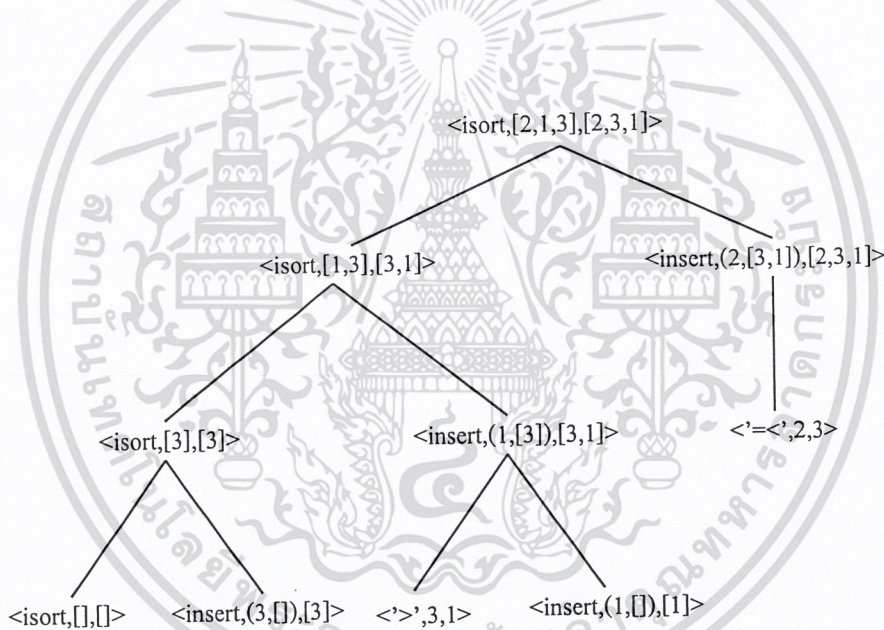 <isort,[2,1,3],[2,3,1]>
<isort,[1,3],[3,1]> <insert,(2,[3,1]),[2,3,1]>
<isort,[3],[3]> <insert,(1,[3]),[3,1]> <'=<',2,3>
<isort,[],[]> <insert,(3,[]),[3]> <'>',3,1> <insert,(1,[]),[1]>